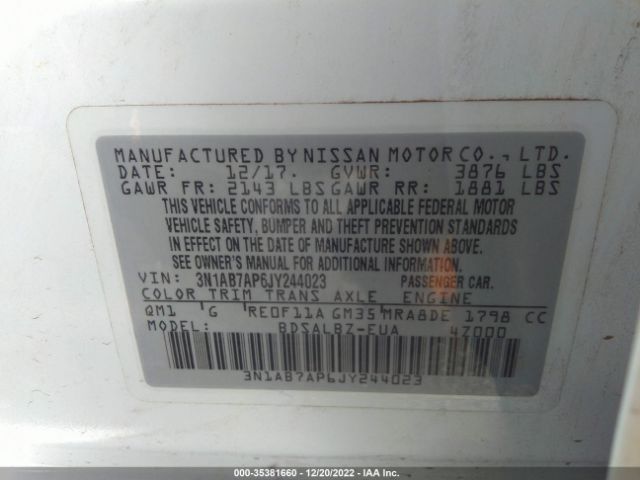 MANUFACTURED BY NISSAN MOTOR CO., LTD.
DATE: 12/17. GVWR: 3876 LBS
GAWR FR: 2143 LBS GAWR RR: 1881 LBS
THIS VEHICLE CONFORMS TO ALL APPLICABLE FEDERAL MOTOR
VEHICLE SAFETY, BUMPER, AND THEFT PREVENTION STANDARDS
IN EFFECT ON THE DATE OF MANUFACTURE SHOWN ABOVE.
SEE OWNER'S MANUAL FOR ADDITIONAL INFORMATION.
VIN: 3N1AB7AP6JY244023 PASSENGER CAR.
COLOR TRIM TRANS AXLE ENGINE
QM1 G RE0F11A GM35 MRA8DE 1798 CC
MODEL: BDSALBZ-EUA 4Z000
3N1AB7AP6JY244023
000-35381660 - 12/20/2022 - IAA Inc.